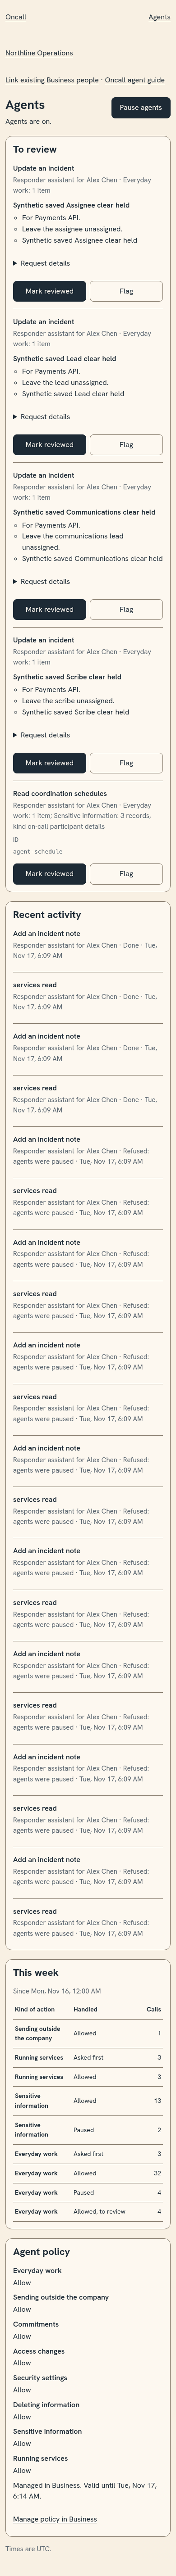 Oncall Agents
Northline Operations
Link existing Business people · Oncall agent guide
Agents
Pause agents
Agents are on.
To review
Update an incident
Responder assistant for Alex Chen · Everyday
work: 1 item
Synthetic saved Assignee clear held
For Payments API.
Leave the assignee unassigned.
Synthetic saved Assignee clear held
Request details
Mark reviewed Flag
Update an incident
Responder assistant for Alex Chen · Everyday
work: 1 item
Synthetic saved Lead clear held
For Payments API.
Leave the lead unassigned.
Synthetic saved Lead clear held
Request details
Mark reviewed Flag
Update an incident
Responder assistant for Alex Chen · Everyday
work: 1 item
Synthetic saved Communications clear held
For Payments API.
Leave the communications lead
unassigned.
Synthetic saved Communications clear held
Request details
Mark reviewed Flag
Update an incident
Responder assistant for Alex Chen · Everyday
work: 1 item
Synthetic saved Scribe clear held
For Payments API.
Leave the scribe unassigned.
Synthetic saved Scribe clear held
Request details
Mark reviewed Flag
Read coordination schedules
Responder assistant for Alex Chen · Everyday
work: 1 item; Sensitive information: 3 records,
kind on-call participant details
ID
agent-schedule
Mark reviewed Flag
Recent activity
Add an incident note
Responder assistant for Alex Chen · Done · Tue,
Nov 17, 6:09 AM
services read
Responder assistant for Alex Chen · Done · Tue,
Nov 17, 6:09 AM
Add an incident note
Responder assistant for Alex Chen · Done · Tue,
Nov 17, 6:09 AM
services read
Responder assistant for Alex Chen · Done · Tue,
Nov 17, 6:09 AM
Add an incident note
Responder assistant for Alex Chen · Refused:
agents were paused · Tue, Nov 17, 6:09 AM
services read
Responder assistant for Alex Chen · Refused:
agents were paused · Tue, Nov 17, 6:09 AM
Add an incident note
Responder assistant for Alex Chen · Refused:
agents were paused · Tue, Nov 17, 6:09 AM
services read
Responder assistant for Alex Chen · Refused:
agents were paused · Tue, Nov 17, 6:09 AM
Add an incident note
Responder assistant for Alex Chen · Refused:
agents were paused · Tue, Nov 17, 6:09 AM
services read
Responder assistant for Alex Chen · Refused:
agents were paused · Tue, Nov 17, 6:09 AM
Add an incident note
Responder assistant for Alex Chen · Refused:
agents were paused · Tue, Nov 17, 6:09 AM
services read
Responder assistant for Alex Chen · Refused:
agents were paused · Tue, Nov 17, 6:09 AM
Add an incident note
Responder assistant for Alex Chen · Refused:
agents were paused · Tue, Nov 17, 6:09 AM
services read
Responder assistant for Alex Chen · Refused:
agents were paused · Tue, Nov 17, 6:09 AM
Add an incident note
Responder assistant for Alex Chen · Refused:
agents were paused · Tue, Nov 17, 6:09 AM
services read
Responder assistant for Alex Chen · Refused:
agents were paused · Tue, Nov 17, 6:09 AM
Add an incident note
Responder assistant for Alex Chen · Refused:
agents were paused · Tue, Nov 17, 6:09 AM
services read
Responder assistant for Alex Chen · Refused:
agents were paused · Tue, Nov 17, 6:09 AM
Add an incident note
Responder assistant for Alex Chen · Refused:
agents were paused · Tue, Nov 17, 6:09 AM
services read
Responder assistant for Alex Chen · Refused:
agents were paused · Tue, Nov 17, 6:09 AM
This week
Since Mon, Nov 16, 12:00 AM
Kind of action Handled Calls
Sending outside
the company Allowed 1
Running services Asked first 3
Running services Allowed 3
Sensitive
information Allowed 13
Sensitive
information Paused 2
Everyday work Asked first 3
Everyday work Allowed 32
Everyday work Paused 4
Everyday work Allowed, to review 4
Agent policy
Everyday work
Allow
Sending outside the company
Allow
Commitments
Allow
Access changes
Allow
Security settings
Allow
Deleting information
Allow
Sensitive information
Allow
Running services
Allow
Managed in Business. Valid until Tue, Nov 17,
6:14 AM.
Manage policy in Business
Times are UTC.